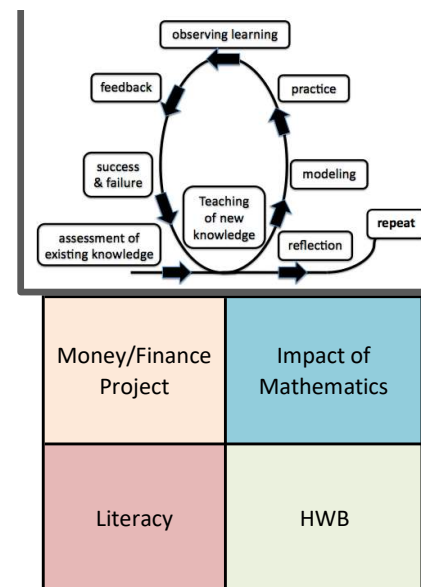 observing learning
feedback
practice
success
& failure
Teaching
of new
knowledge
modeling
assessment of
existing knowledge
reflection
repeat
Money/Finance
Project
Impact of
Mathematics
Literacy
HWB